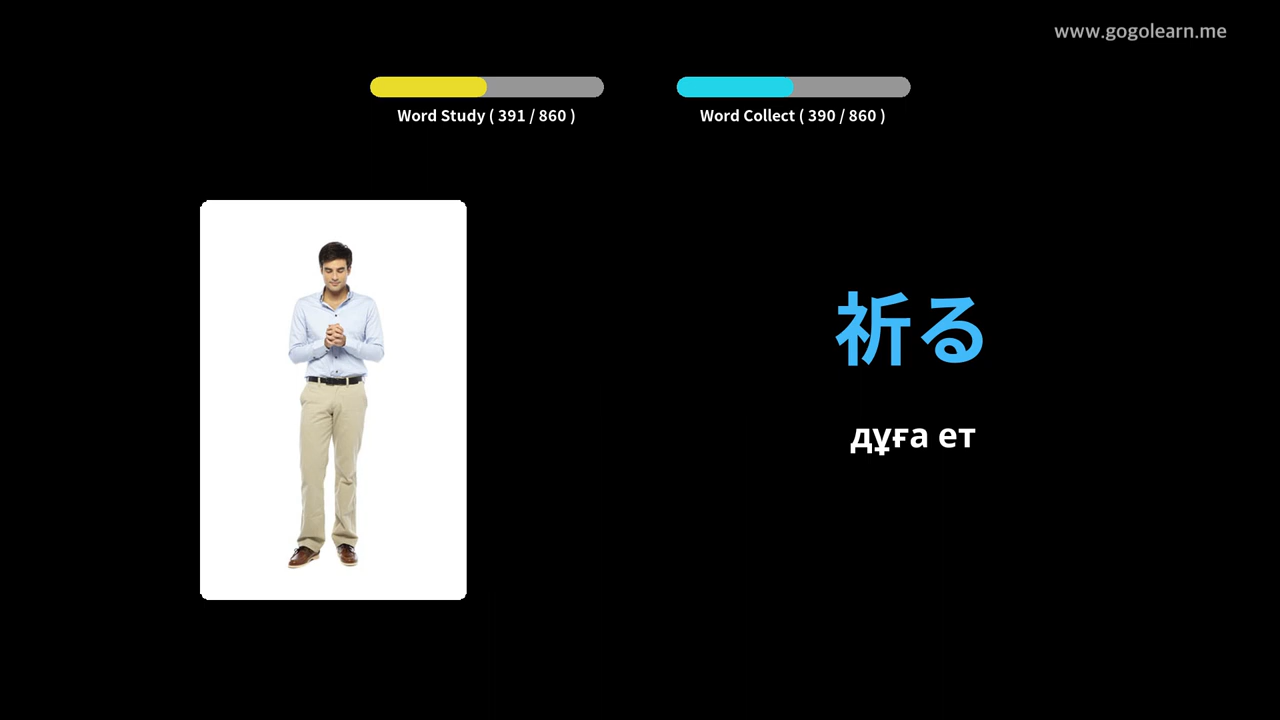 www.gogolearn.me
Word Study ( 391 / 860 )
Word Collect ( 390 / 860 )
祈る
дұға ет